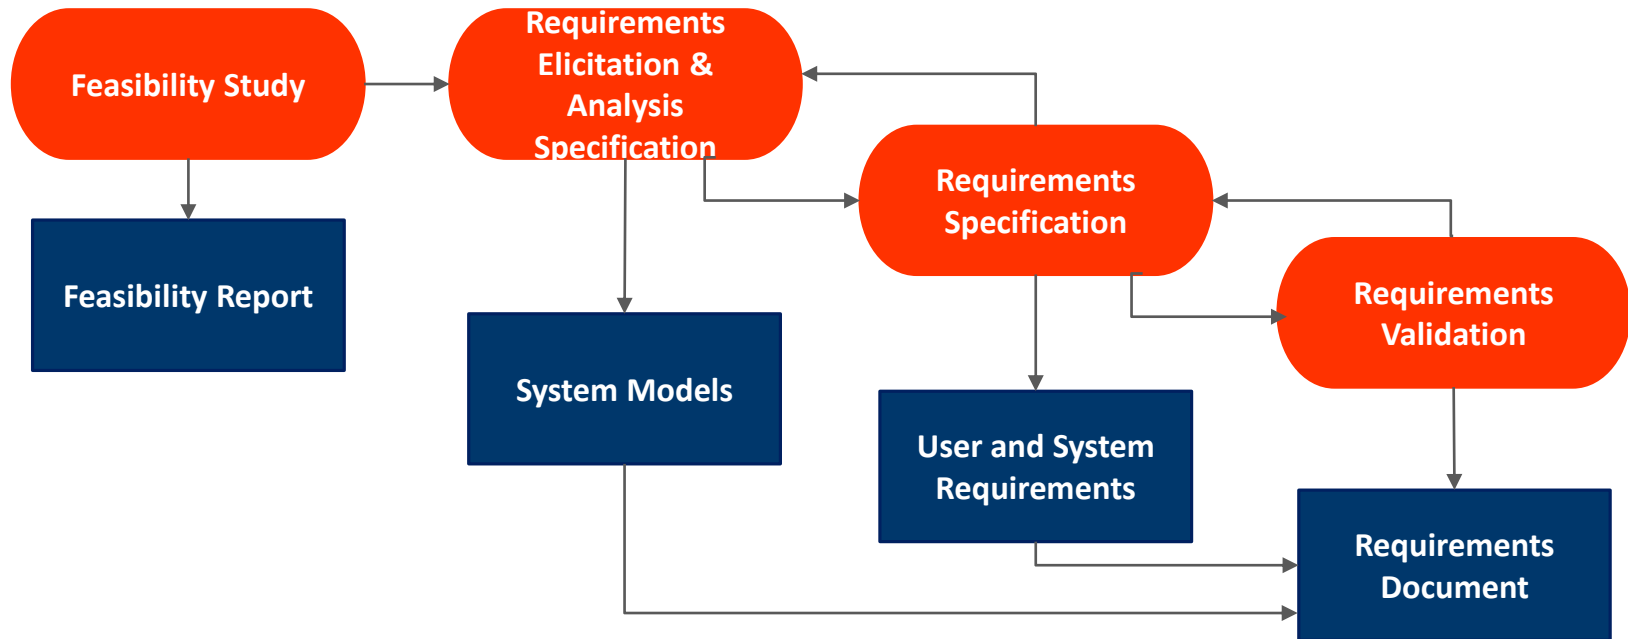 Feasibility Study
Requirements
Elicitation &
Analysis
Specification
Requirements
Specification
Requirements
Validation
Feasibility Report
System Models
User and System
Requirements
Requirements
Document